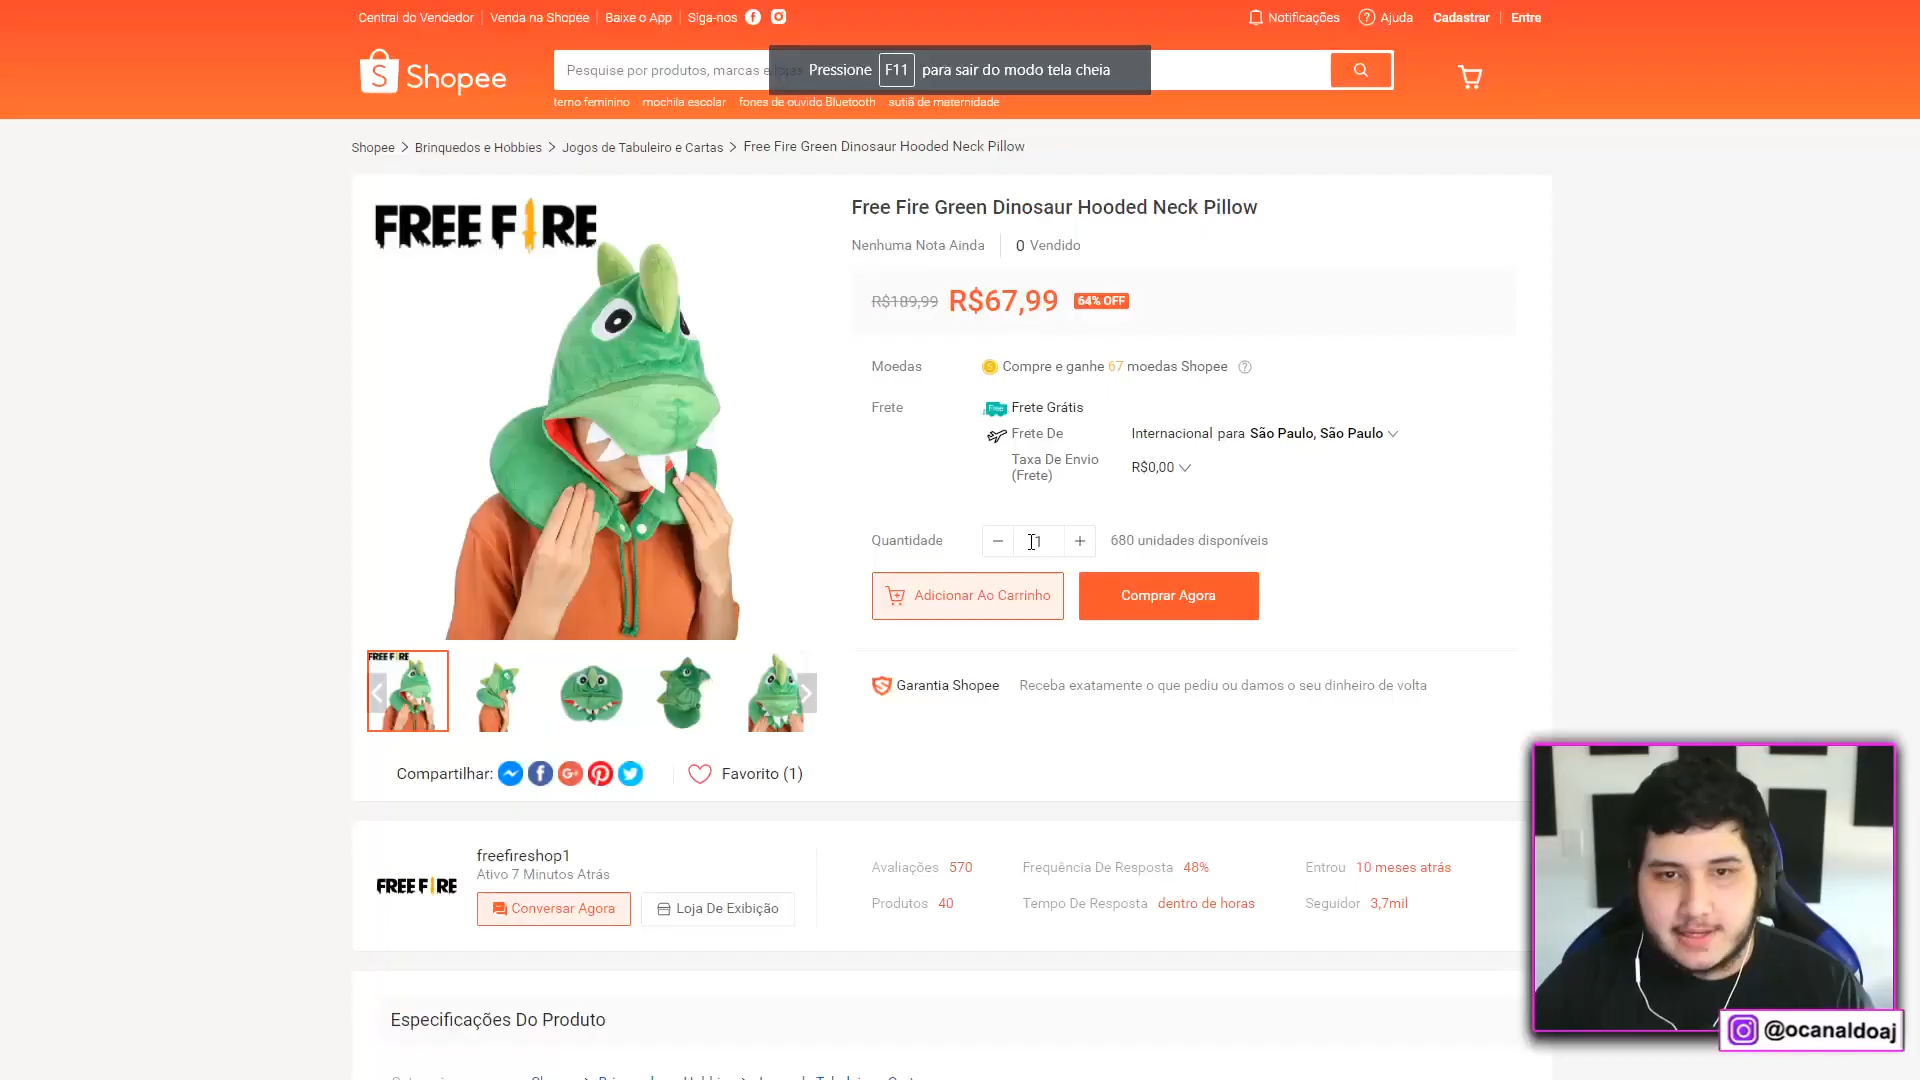 Central do Vendedor Venda na Shopee Baixe o App Siga-nos
Notificações Ajuda Cadastrar Entre
Shopee
Pesquise por produtos, marcas e lojas
Pressione F11 para sair do modo tela cheia
terno feminino mochila escolar fones de ouvido Bluetooth sutiã de maternidade
Shopee > Brinquedos e Hobbies > Jogos de Tabuleiro e Cartas > Free Fire Green Dinosaur Hooded Neck Pillow
FREE FIRE
Free Fire Green Dinosaur Hooded Neck Pillow
Nenhuma Nota Ainda 0 Vendido
R$189,99 R$67,99 64% OFF
Moedas Compre e ganhe 67 moedas Shopee
Frete Free Frete Grátis
Frete De Internacional para São Paulo, São Paulo
Taxa De Envio (Frete) R$0,00
Quantidade − 1 + 680 unidades disponíveis
Adicionar Ao Carrinho Comprar Agora
FREE FIRE
Garantia Shopee Receba exatamente o que pediu ou damos o seu dinheiro de volta
Compartilhar: Favorito (1)
freefireshop1
Ativo 7 Minutos Atrás
FREE FIRE
Conversar Agora Loja De Exibição
Avaliações 570 Frequência De Resposta 48% Entrou 10 meses atrás
Produtos 40 Tempo De Resposta dentro de horas Seguidor 3,7mil
Especificações Do Produto
@ocanaldoaj